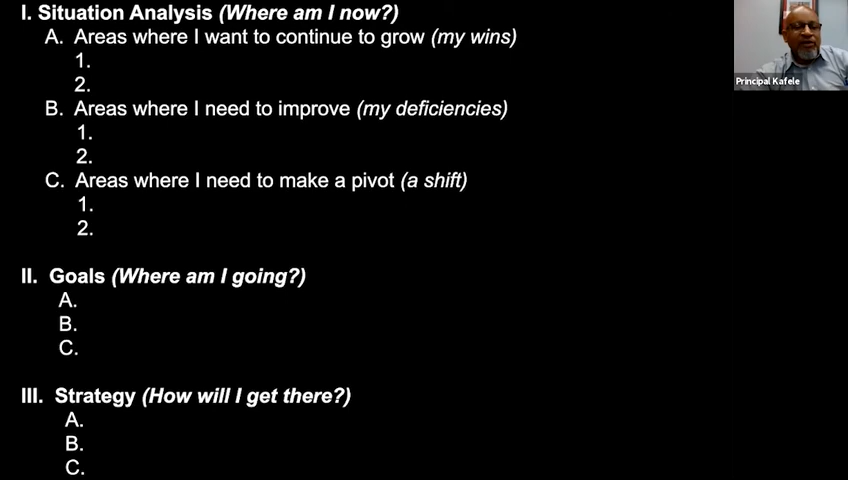 I. Situation Analysis (Where am I now?)
A. Areas where I want to continue to grow (my wins)
1.
2.
B. Areas where I need to improve (my deficiencies)
1.
2.
C. Areas where I need to make a pivot (a shift)
1.
2.
II. Goals (Where am I going?)
A.
B.
C.
III. Strategy (How will I get there?)
A.
B.
C.
Principal Kafele